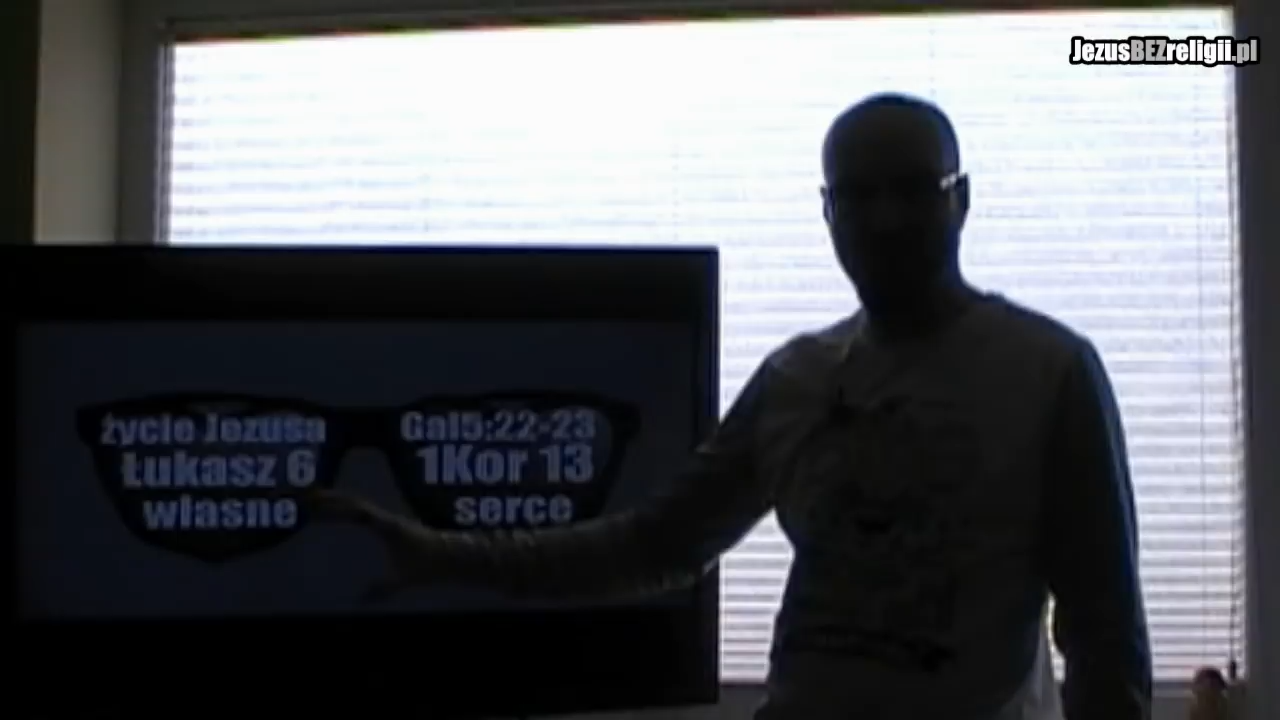 JezusBEZreligii.pl
życie Jezusa
Łukasz 6
własne
Gal5:22-23
1Kor 13
serce